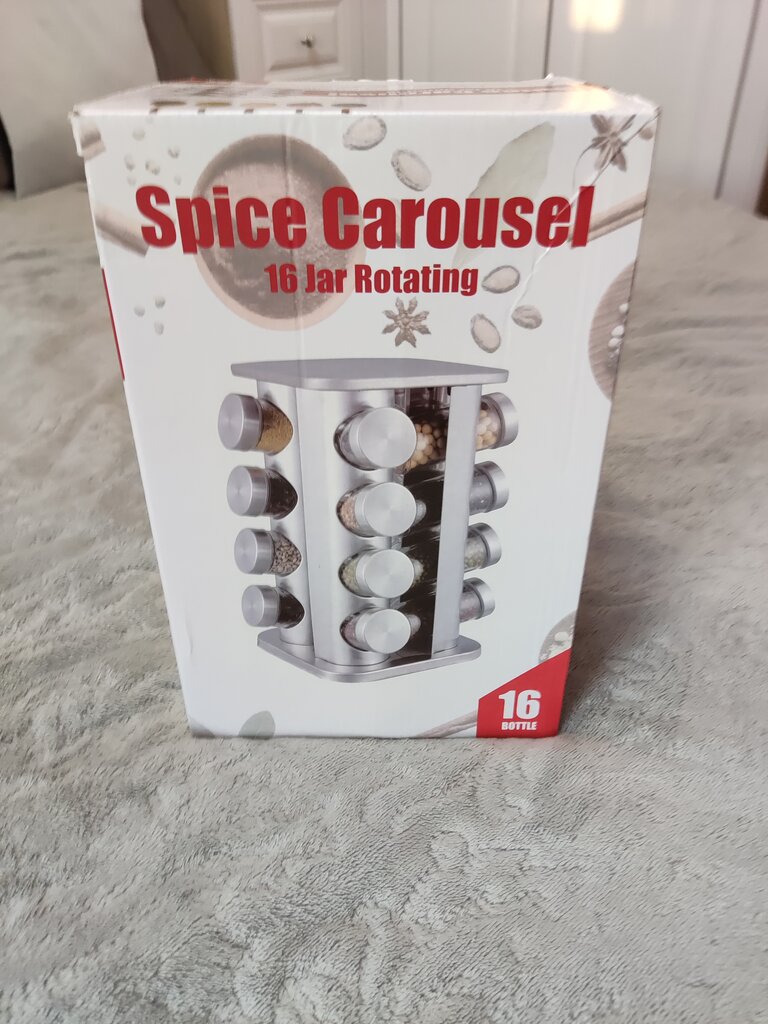 Spice Carousel
16 Jar Rotating
16
BOTTLE